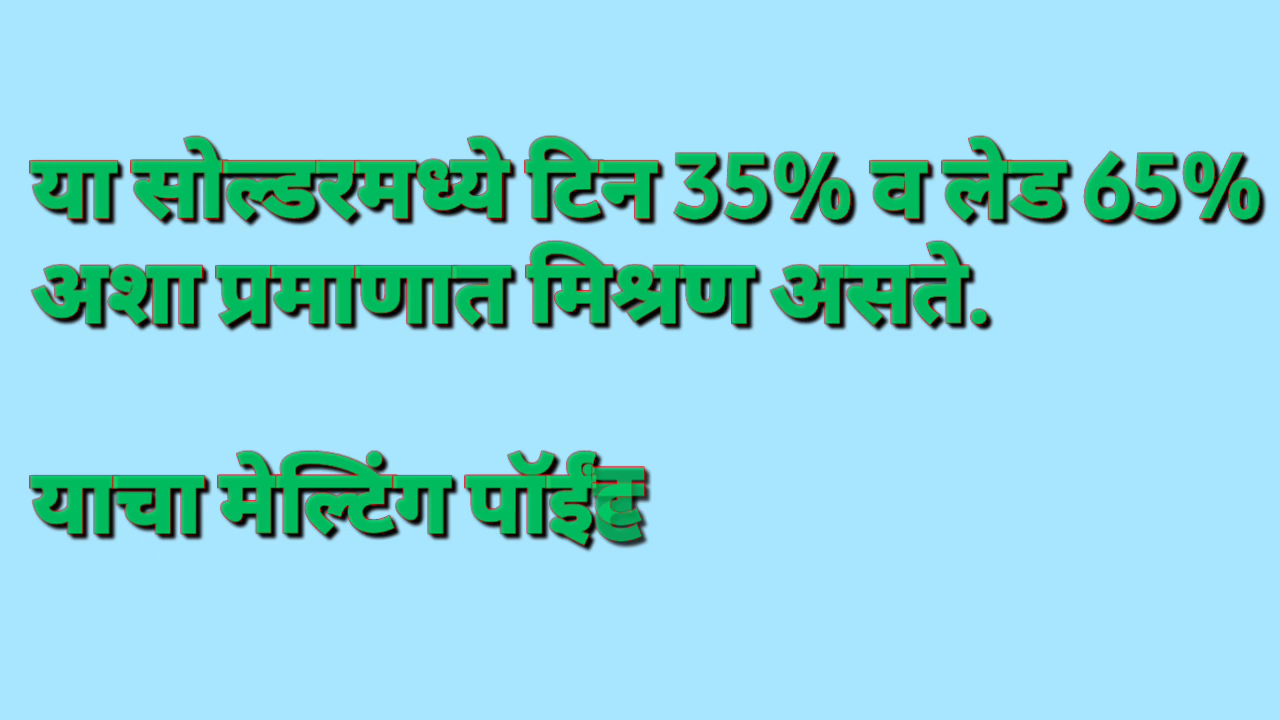 या सोल्डरमध्ये टिन 35% व लेड 65%
अशा प्रमाणात मिश्रण असते.
याचा मेल्टिंग पॉईंट